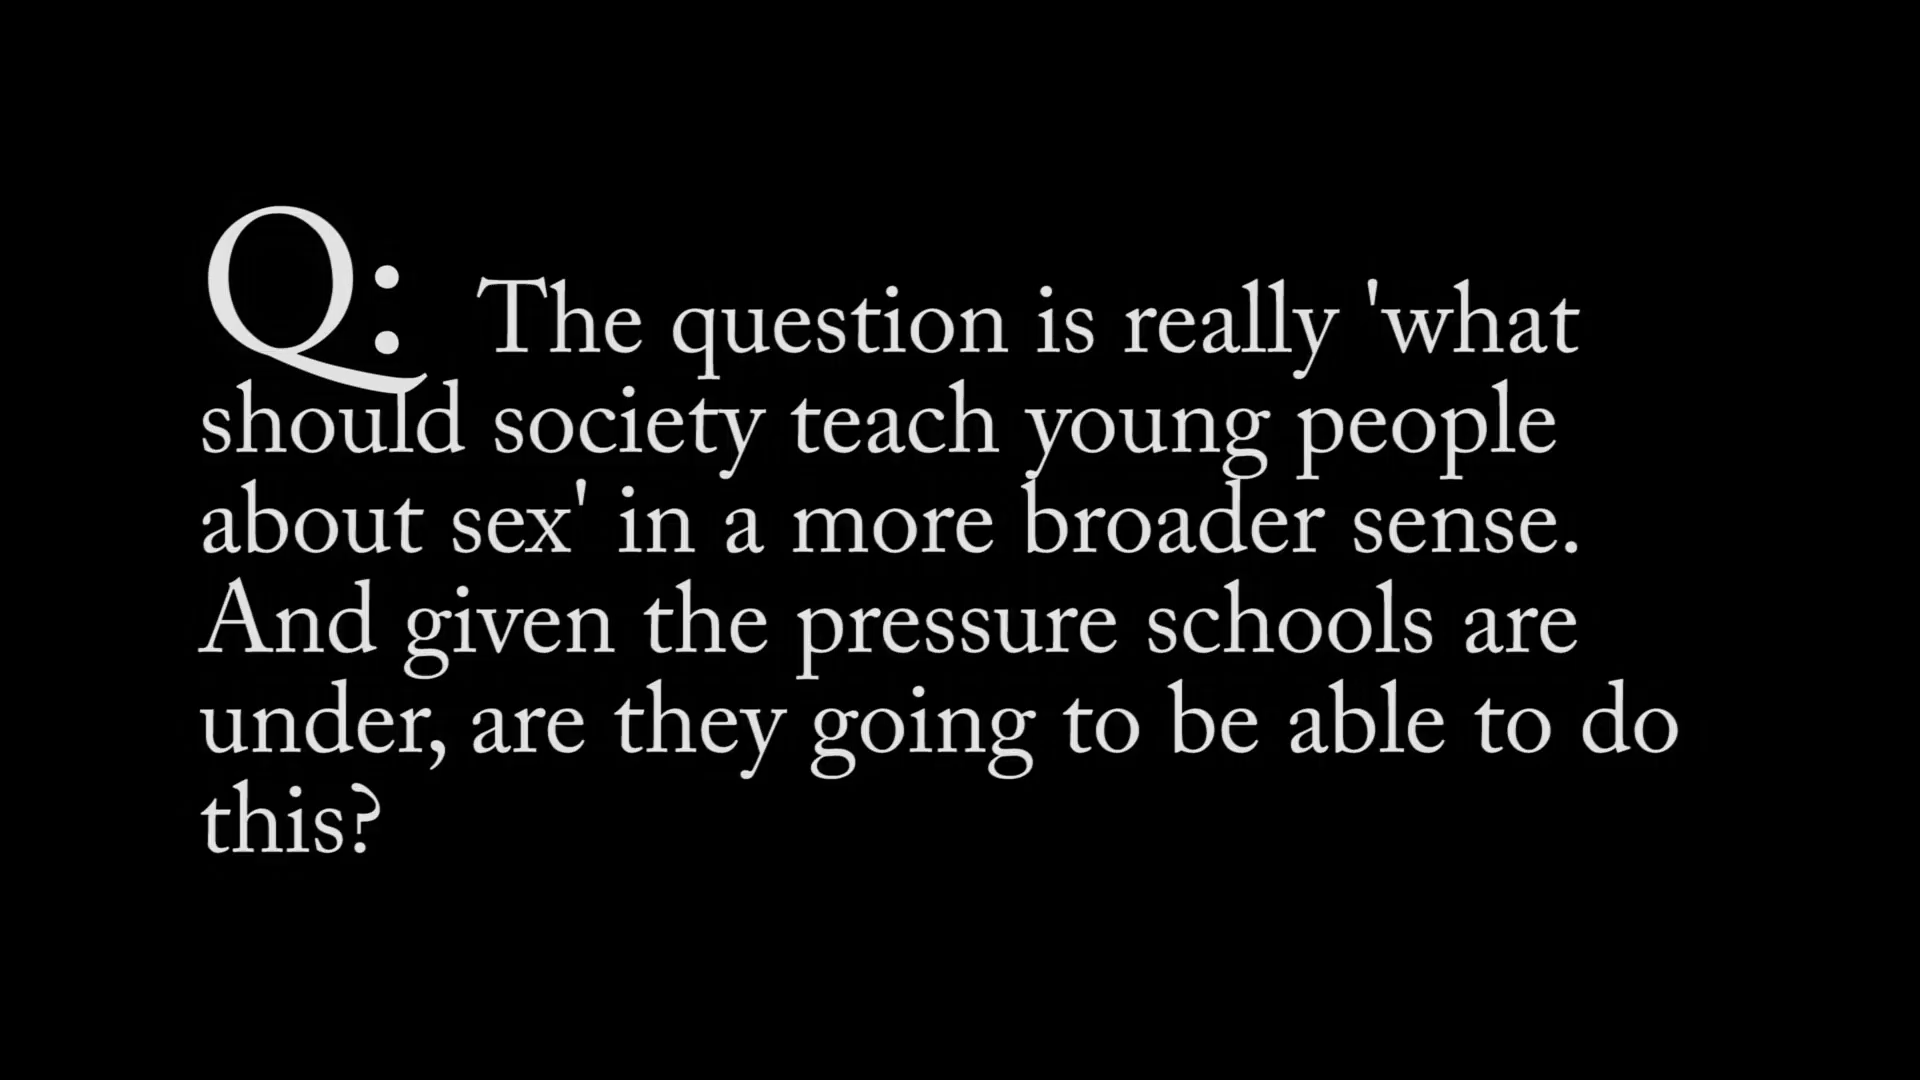 Q: The question is really 'what
should society teach young people
about sex' in a more broader sense.
And given the pressure schools are
under, are they going to be able to do
this?